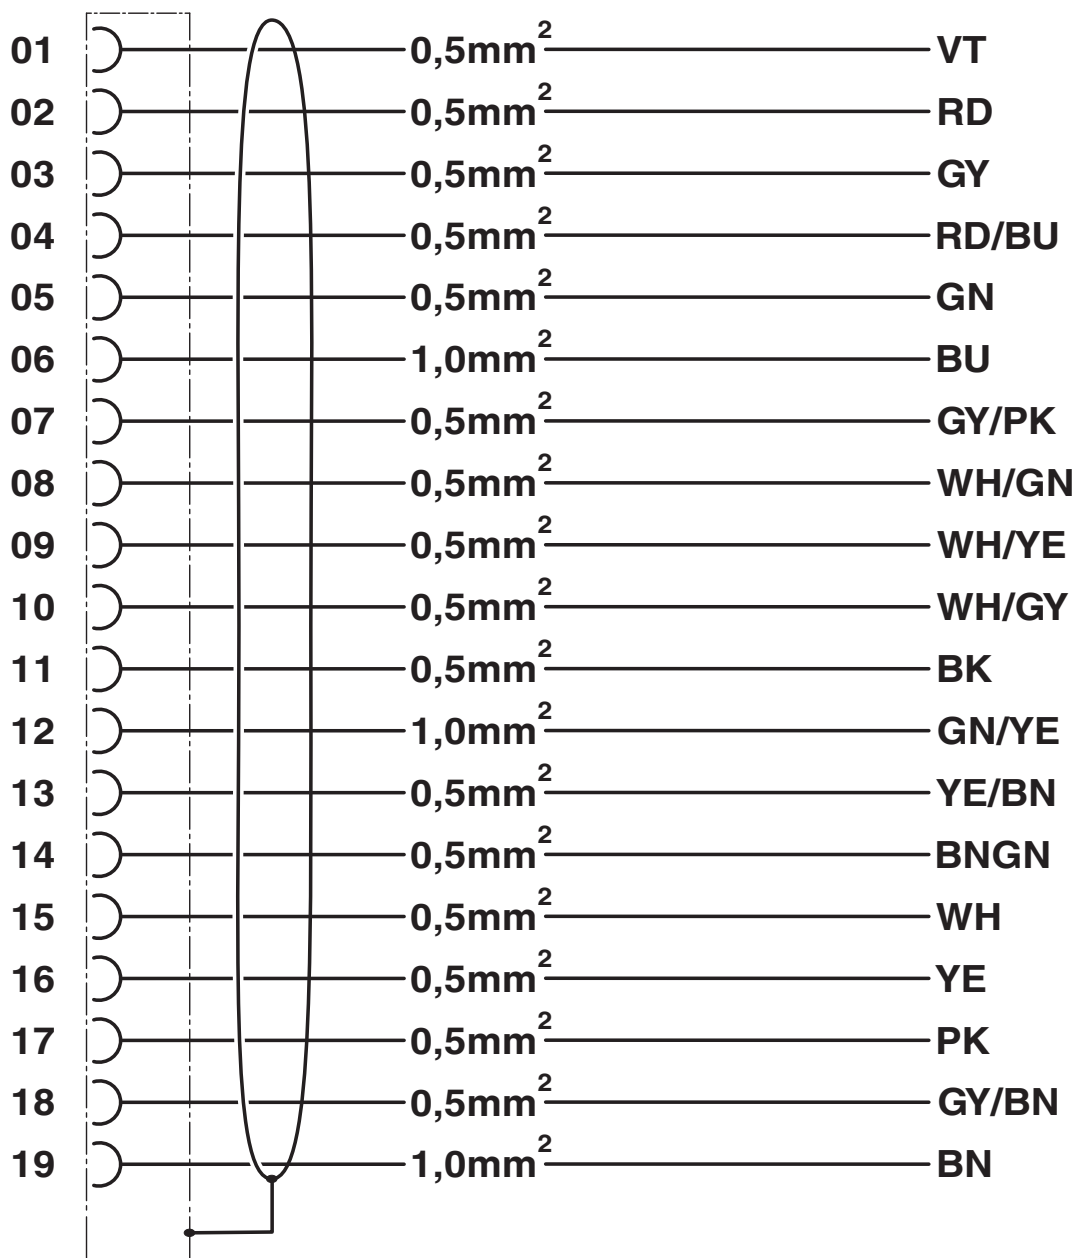 01 0,5mm² VT
02 0,5mm² RD
03 0,5mm² GY
04 0,5mm² RD/BU
05 0,5mm² GN
06 1,0mm² BU
07 0,5mm² GY/PK
08 0,5mm² WH/GN
09 0,5mm² WH/YE
10 0,5mm² WH/GY
11 0,5mm² BK
12 1,0mm² GN/YE
13 0,5mm² YE/BN
14 0,5mm² BNGN
15 0,5mm² WH
16 0,5mm² YE
17 0,5mm² PK
18 0,5mm² GY/BN
19 1,0mm² BN